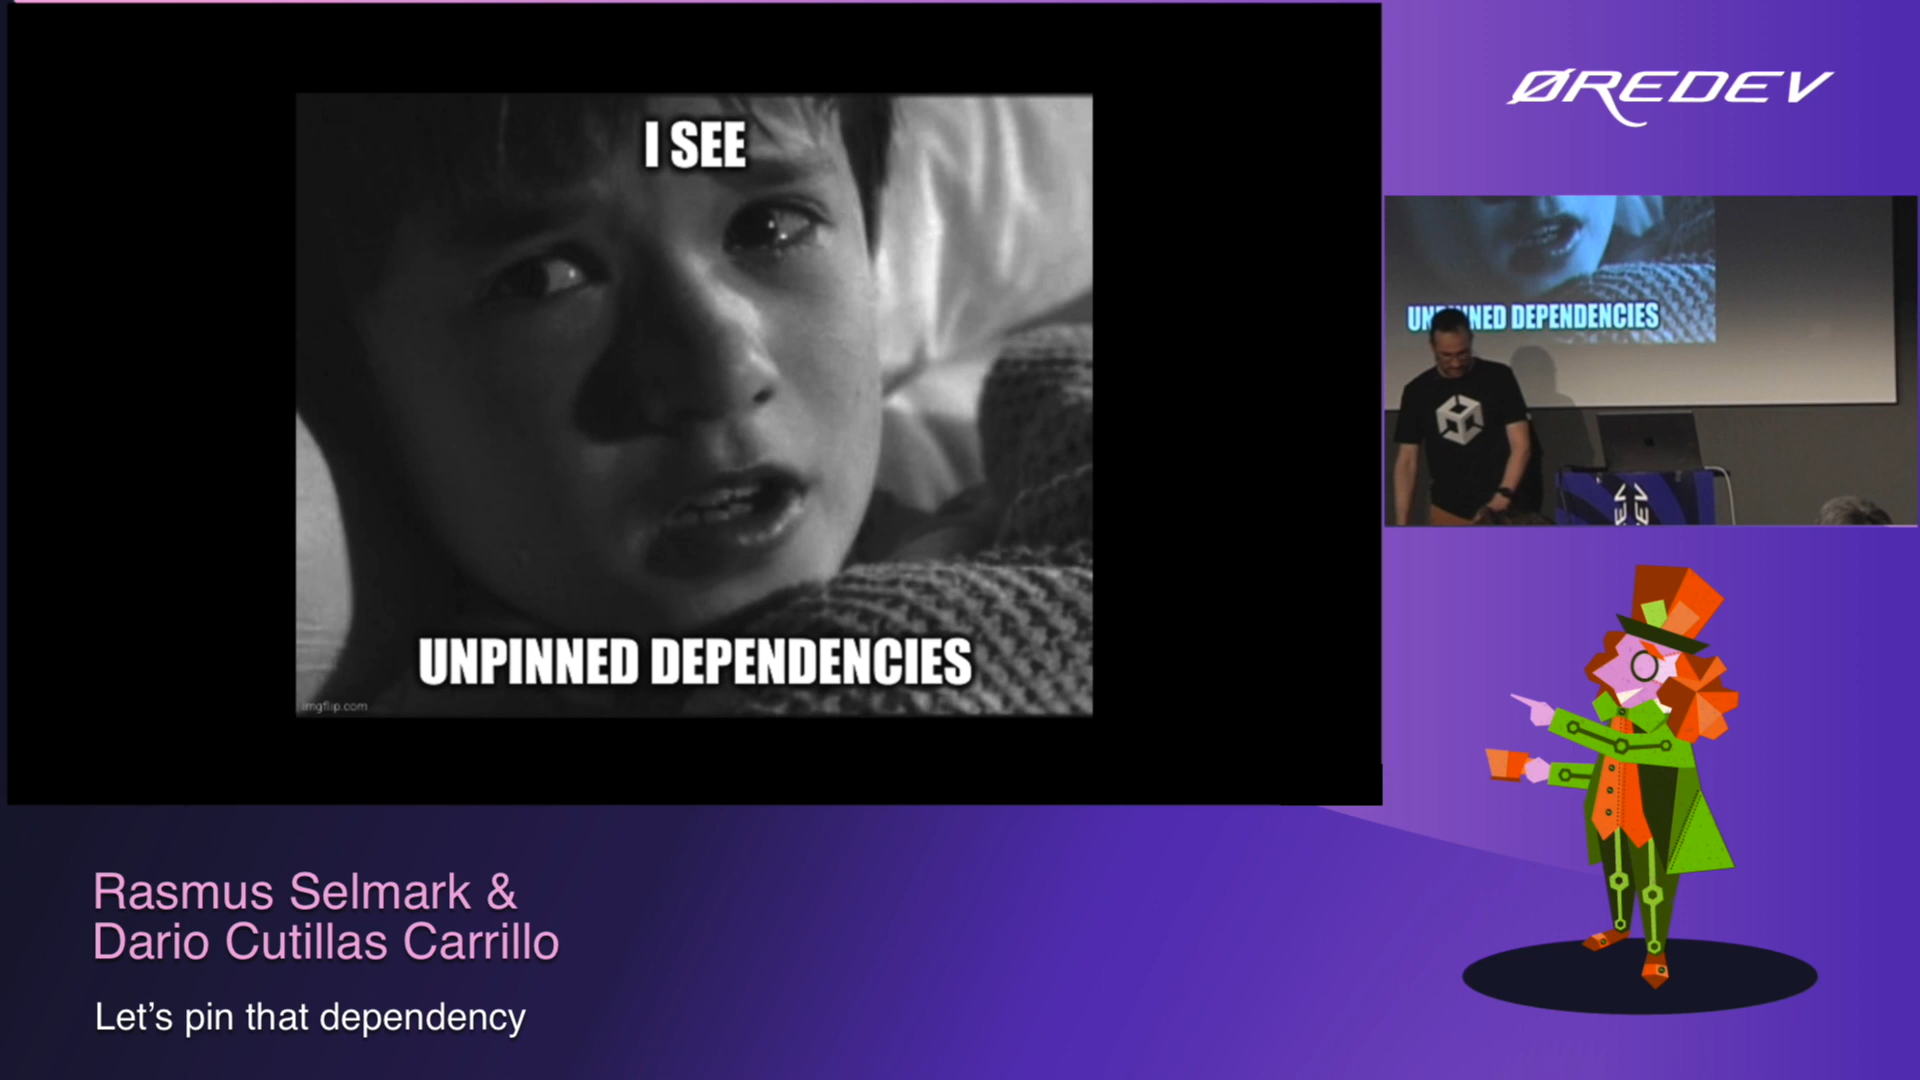 I SEE
UNPINNED DEPENDENCIES
imgflip.com
ØREDEV
DEPENDENCIES
Rasmus Selmark &
Dario Cutillas Carrillo
Let’s pin that dependency